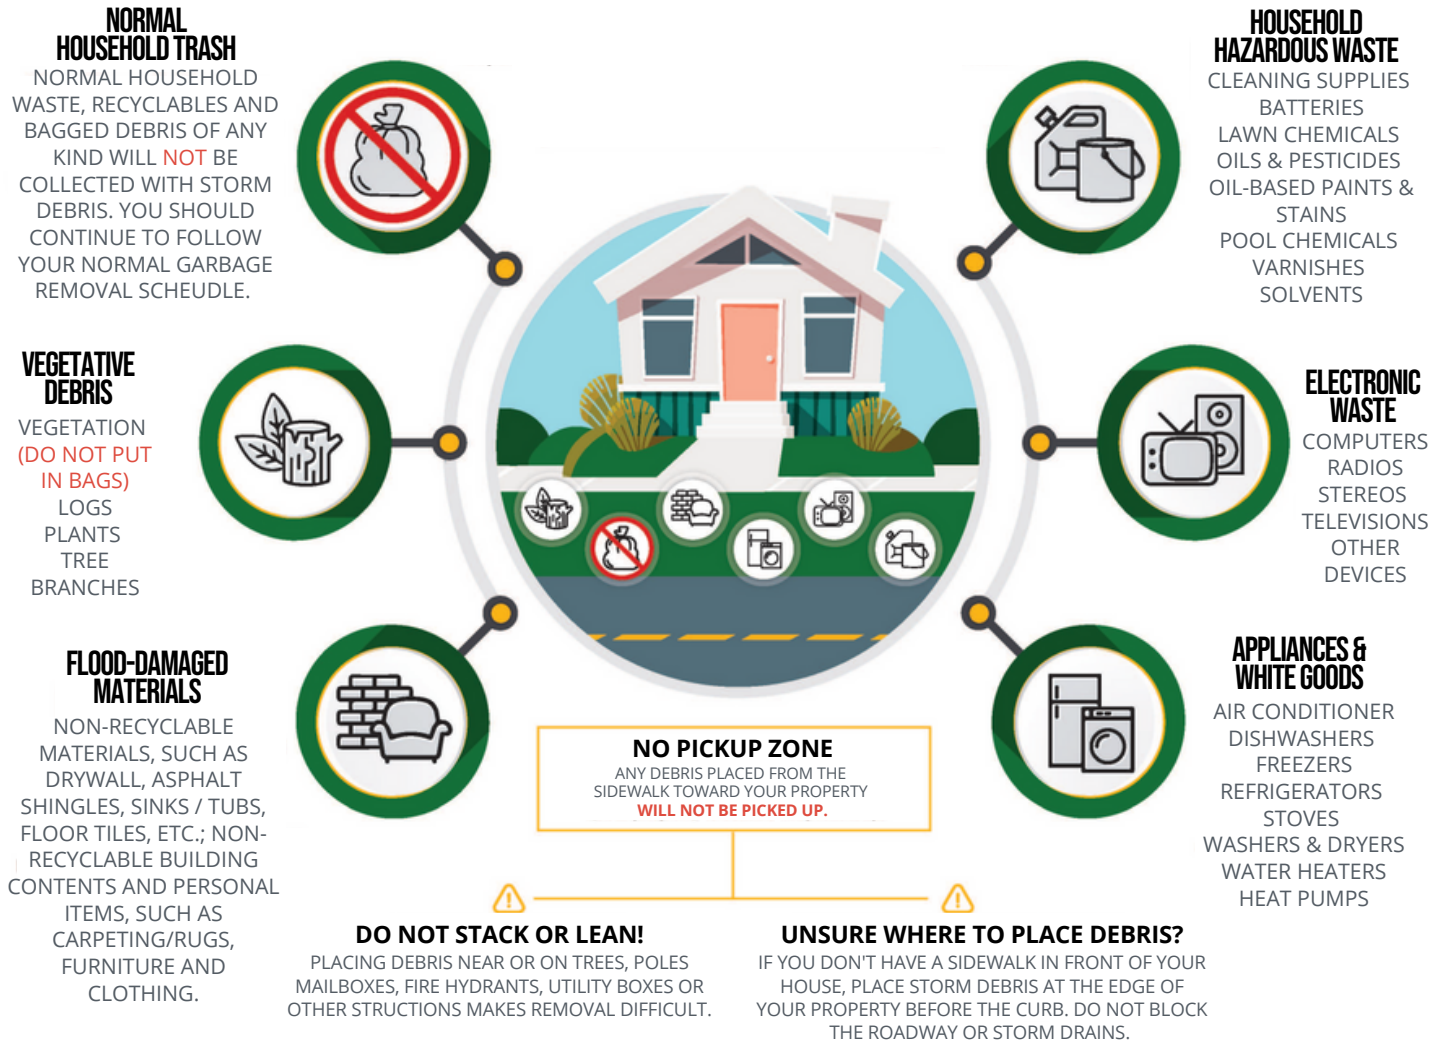 NORMAL
HOUSEHOLD TRASH
NORMAL HOUSEHOLD
WASTE, RECYCLABLES AND
BAGGED DEBRIS OF ANY
KIND WILL NOT BE
COLLECTED WITH STORM
DEBRIS. YOU SHOULD
CONTINUE TO FOLLOW
YOUR NORMAL GARBAGE
REMOVAL SCHEUDLE.
VEGETATIVE
DEBRIS
VEGETATION
(DO NOT PUT
IN BAGS)
LOGS
PLANTS
TREE
BRANCHES
FLOOD-DAMAGED
MATERIALS
NON-RECYCLABLE
MATERIALS, SUCH AS
DRYWALL, ASPHALT
SHINGLES, SINKS / TUBS,
FLOOR TILES, ETC.; NON-
RECYCLABLE BUILDING
CONTENTS AND PERSONAL
ITEMS, SUCH AS
CARPETING/RUGS,
FURNITURE AND
CLOTHING.
HOUSEHOLD
HAZARDOUS WASTE
CLEANING SUPPLIES
BATTERIES
LAWN CHEMICALS
OILS & PESTICIDES
OIL-BASED PAINTS &
STAINS
POOL CHEMICALS
VARNISHES
SOLVENTS
ELECTRONIC
WASTE
COMPUTERS
RADIOS
STEREOS
TELEVISIONS
OTHER
DEVICES
APPLIANCES &
WHITE GOODS
AIR CONDITIONER
DISHWASHERS
FREEZERS
REFRIGERATORS
STOVES
WASHERS & DRYERS
WATER HEATERS
HEAT PUMPS
NO PICKUP ZONE
ANY DEBRIS PLACED FROM THE
SIDEWALK TOWARD YOUR PROPERTY
WILL NOT BE PICKED UP.
DO NOT STACK OR LEAN!
PLACING DEBRIS NEAR OR ON TREES, POLES
MAILBOXES, FIRE HYDRANTS, UTILITY BOXES OR
OTHER STRUCTIONS MAKES REMOVAL DIFFICULT.
UNSURE WHERE TO PLACE DEBRIS?
IF YOU DON'T HAVE A SIDEWALK IN FRONT OF YOUR
HOUSE, PLACE STORM DEBRIS AT THE EDGE OF
YOUR PROPERTY BEFORE THE CURB. DO NOT BLOCK
THE ROADWAY OR STORM DRAINS.